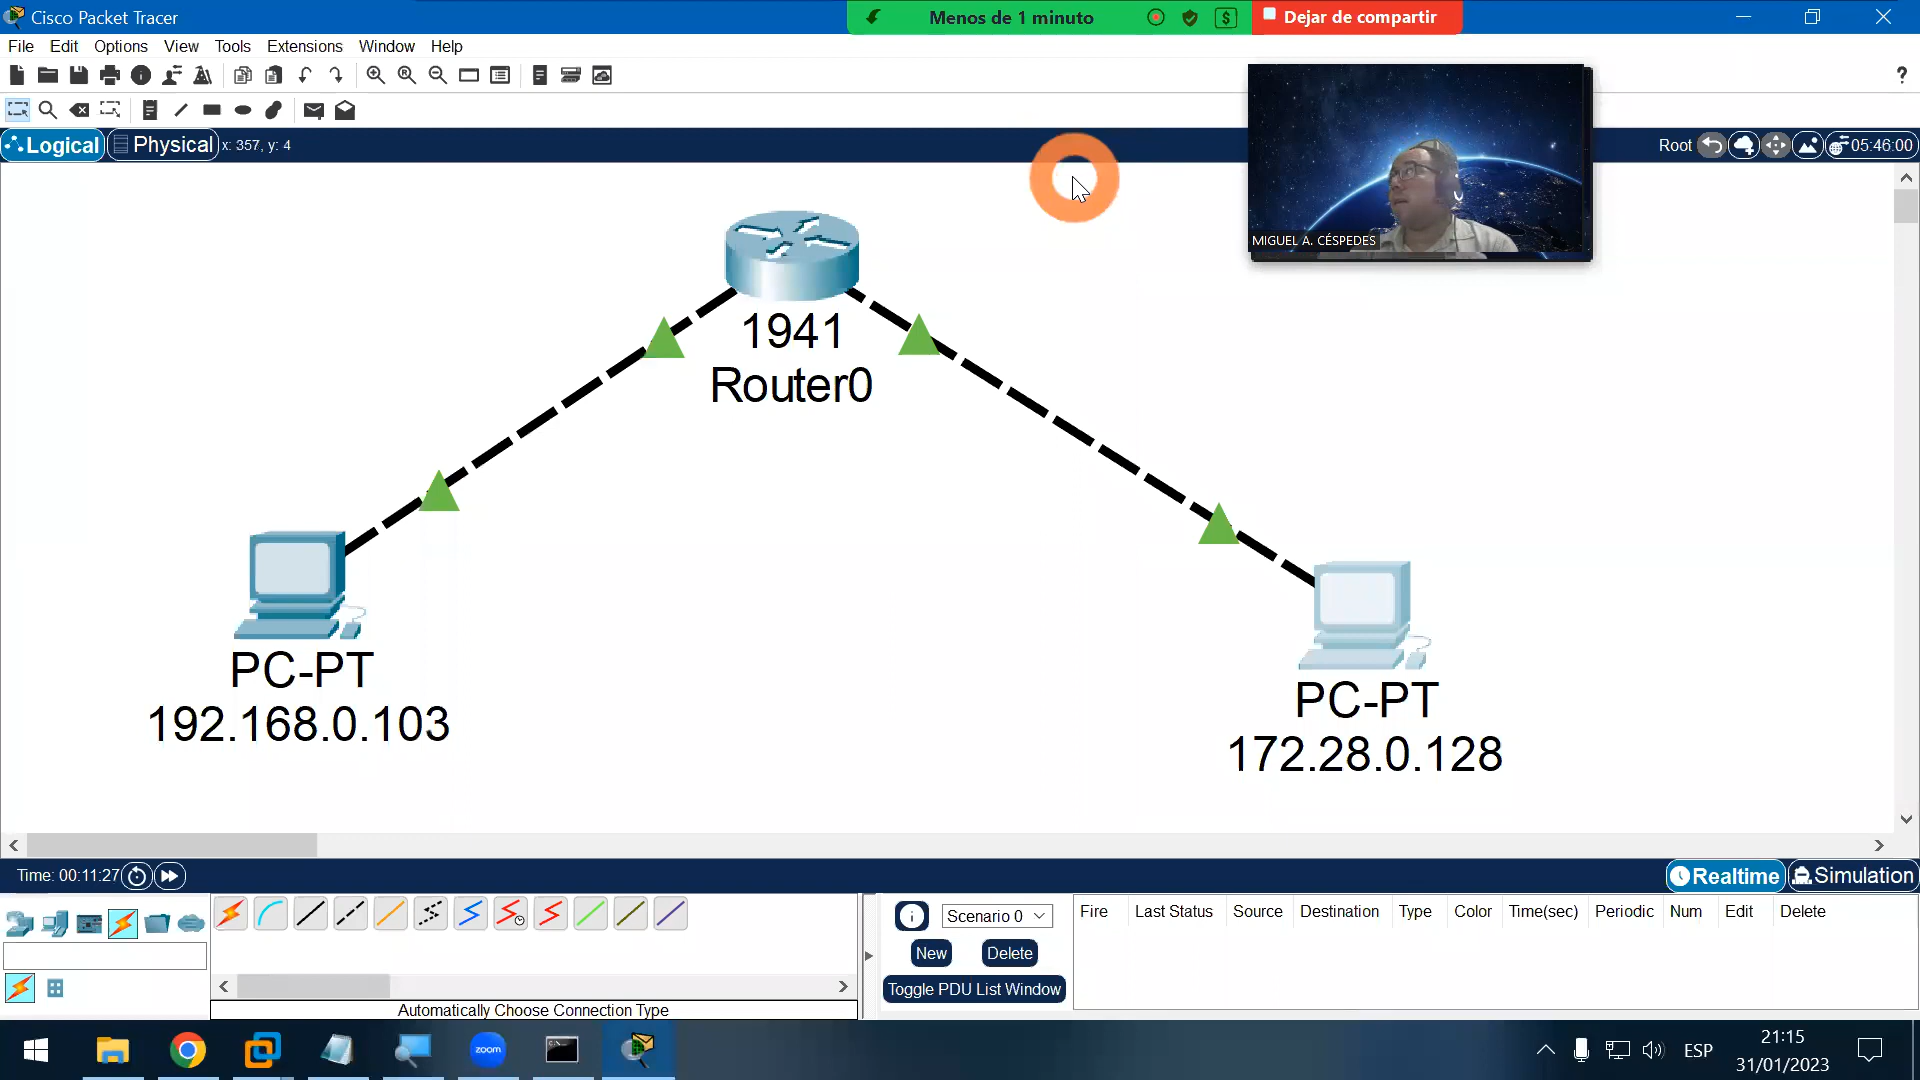 Cisco Packet Tracer
Menos de 1 minuto
$
Dejar de compartir
File Edit Options View Tools Extensions Window Help
?
Logical Physical x: 357, y: 4
Root 05:46:00
MIGUEL A. CÉSPEDES
1941
Router0
PC-PT
192.168.0.103
PC-PT
172.28.0.128
Time: 00:11:27
Realtime Simulation
Scenario 0
New Delete
Toggle PDU List Window
Fire Last Status Source Destination Type Color Time(sec) Periodic Num Edit Delete
Automatically Choose Connection Type
zoom
ESP
21:15
31/01/2023